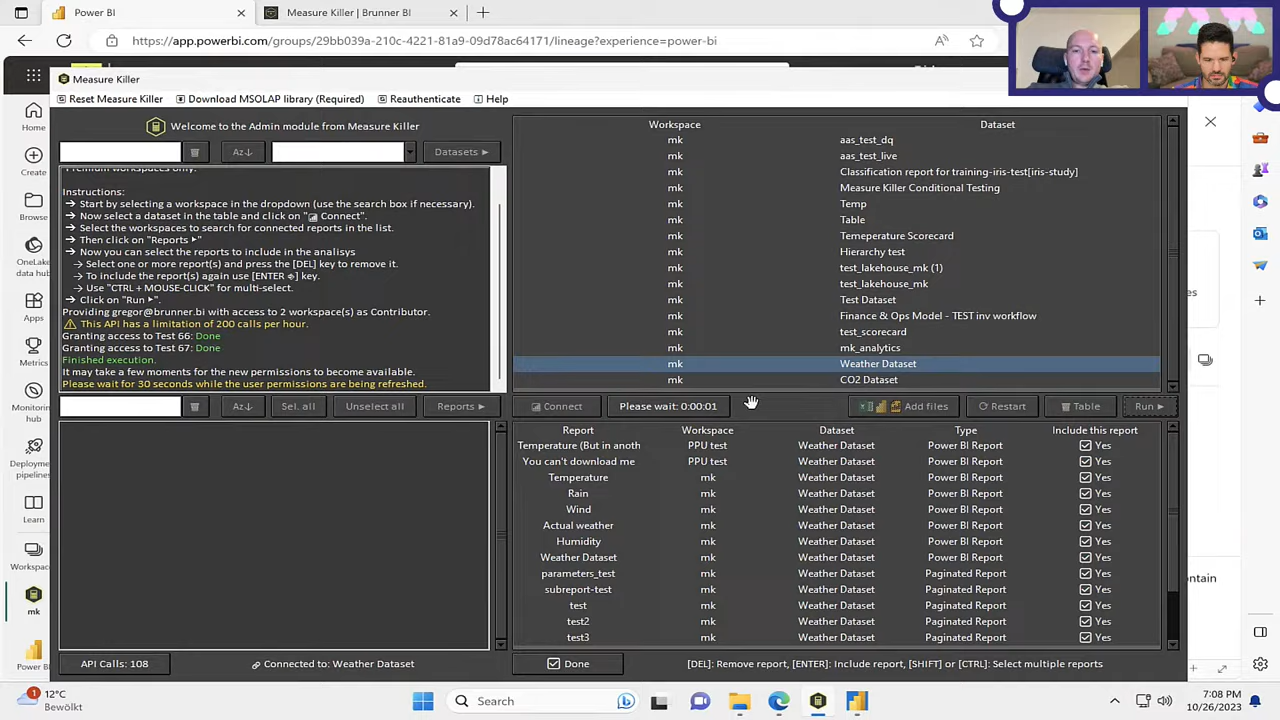 Power BI
Measure Killer | Brunner BI
https://app.powerbi.com/groups/29bb039a-210c-4221-81a9-09d78ac64171/lineage?experience=power-bi
Measure Killer
Reset Measure Killer
Download MSOLAP library (Required)
Reauthenticate
Help
Welcome to the Admin module from Measure Killer
Az↓
Datasets ▶
Premium workspaces only.
Instructions:
→ Start by selecting a workspace in the dropdown (use the search box if necessary).
→ Now select a dataset in the table and click on " Connect".
→ Select the workspaces to search for connected reports in the list.
→ Then click on "Reports ▶"
→ Now you can select the reports to include in the analisys
→ Select one or more report(s) and press the [DEL] key to remove it.
→ To include the report(s) again use [ENTER ⏎] key.
→ Use "CTRL + MOUSE-CLICK" for multi-select.
→ Click on "Run ▶".
Providing gregor@brunner.bi with access to 2 workspace(s) as Contributor.
⚠ This API has a limitation of 200 calls per hour.
Granting access to Test 66: Done
Granting access to Test 67: Done
Finished execution.
It may take a few moments for the new permissions to become available.
Please wait for 30 seconds while the user permissions are being refreshed.
Az↓
Sel. all
Unselect all
Reports ▶
API Calls: 108
Connected to: Weather Dataset
Workspace Dataset
mk aas_test_dq
mk aas_test_live
mk Classification report for training-iris-test[iris-study]
mk Measure Killer Conditional Testing
mk Temp
mk Table
mk Temeperature Scorecard
mk Hierarchy test
mk test_lakehouse_mk (1)
mk test_lakehouse_mk
mk Test Dataset
mk Finance & Ops Model - TEST inv workflow
mk test_scorecard
mk mk_analytics
mk Weather Dataset
mk CO2 Dataset
Connect
Please wait: 0:00:01
Add files
Restart
Table
Run ▶
Report Workspace Dataset Type Include this report
Temperature (But in anoth PPU test Weather Dataset Power BI Report Yes
You can't download me PPU test Weather Dataset Power BI Report Yes
Temperature mk Weather Dataset Power BI Report Yes
Rain mk Weather Dataset Power BI Report Yes
Wind mk Weather Dataset Power BI Report Yes
Actual weather mk Weather Dataset Power BI Report Yes
Humidity mk Weather Dataset Power BI Report Yes
Weather Dataset mk Weather Dataset Power BI Report Yes
parameters_test mk Weather Dataset Paginated Report Yes
subreport-test mk Weather Dataset Paginated Report Yes
test mk Weather Dataset Paginated Report Yes
test2 mk Weather Dataset Paginated Report Yes
test3 mk Weather Dataset Paginated Report Yes
Done
[DEL]: Remove report, [ENTER]: Include report, [SHIFT] or [CTRL]: Select multiple reports
Home
Create
Browse
OneLake
data hub
Apps
Metrics
Monitoring
hub
Deployment
pipelines
Learn
Workspace
mk
Power BI
es
ntain
1
12°C
Bewölkt
Search
7:08 PM
10/26/2023